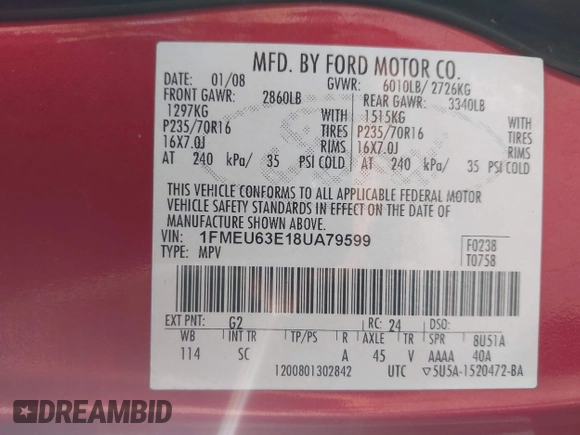 MFD. BY FORD MOTOR CO.
DATE: 01/08 GVWR: 6010LB/ 2726KG
FRONT GAWR: 2860LB REAR GAWR: 3340LB
1297KG WITH 1515KG WITH
P235/70R16 TIRES P235/70R16 TIRES
16X7.0J RIMS 16X7.0J RIMS
AT 240 kPa/ 35 PSI COLD AT 240 kPa/ 35 PSI COLD
THIS VEHICLE CONFORMS TO ALL APPLICABLE FEDERAL MOTOR
VEHICLE SAFETY STANDARDS IN EFFECT ON THE DATE OF
MANUFACTURE SHOWN ABOVE.
VIN: 1FMEU63E18UA79599 F0238
TYPE: MPV T0758
EXT PNT: G2 RC: 24 DSO:
WB INT TR TP/PS R AXLE TR SPR 8U51A
114 SC A 45 V AAAA 40A
1200801302842 UTC ▽5U5A-1520472-BA
DREAMBID